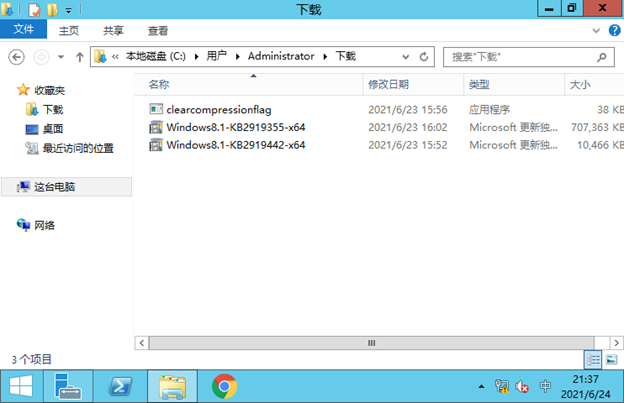 下载
文件 主页 共享 查看
« 本地磁盘 (C:) 用户 Administrator 下载 搜索"下载"
名称 修改日期 类型 大小
收藏夹
下载
桌面
最近访问的位置
这台电脑
网络
clearcompressionflag 2021/6/23 15:56 应用程序 38 KB
Windows8.1-KB2919355-x64 2021/6/23 16:02 Microsoft 更新独... 707,363 KB
Windows8.1-KB2919442-x64 2021/6/23 15:52 Microsoft 更新独... 10,466 KB
3 个项目
中 21:37
2021/6/24